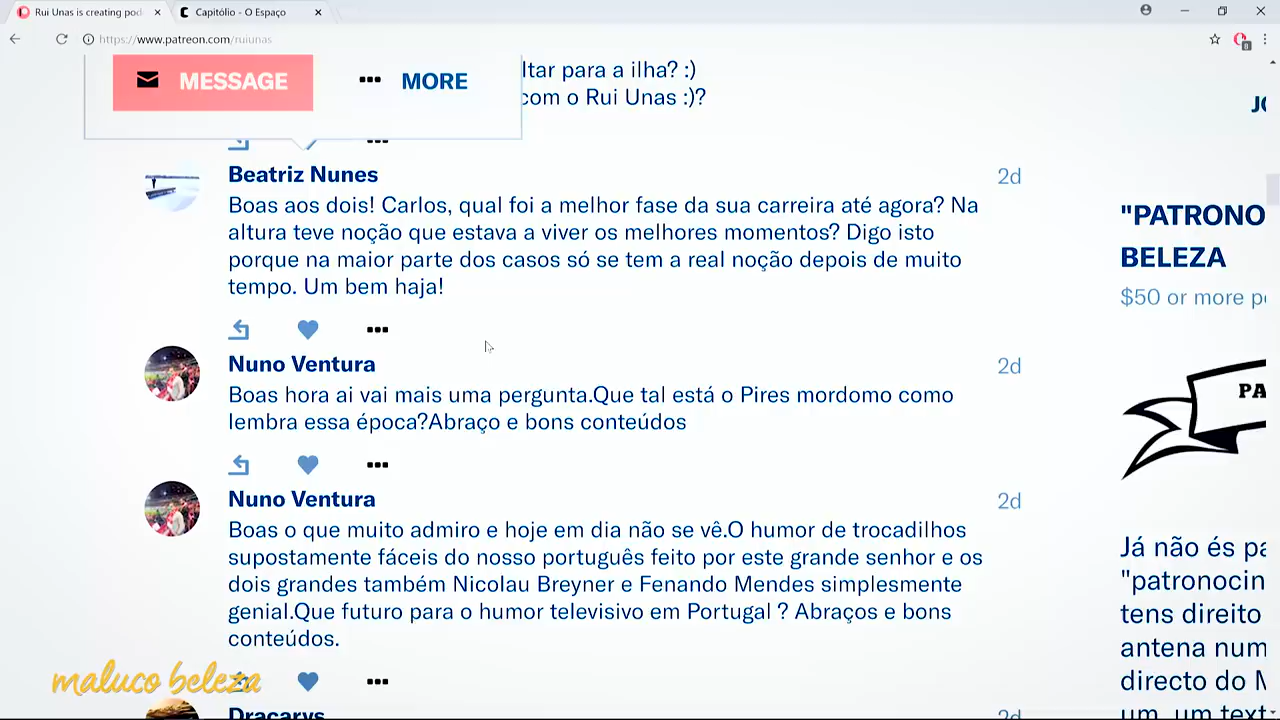 Rui Unas is creating pod
Capitólio - O Espaço
https://www.patreon.com/ruiunas
MESSAGE
MORE
ltar para a ilha? :)
com o Rui Unas :)?
Beatriz Nunes
2d
Boas aos dois! Carlos, qual foi a melhor fase da sua carreira até agora? Na
altura teve noção que estava a viver os melhores momentos? Digo isto
porque na maior parte dos casos só se tem a real noção depois de muito
tempo. Um bem haja!
Nuno Ventura
2d
Boas hora ai vai mais uma pergunta.Que tal está o Pires mordomo como
lembra essa época?Abraço e bons conteúdos
Nuno Ventura
2d
Boas o que muito admiro e hoje em dia não se vê.O humor de trocadilhos
supostamente fáceis do nosso português feito por este grande senhor e os
dois grandes também Nicolau Breyner e Fenando Mendes simplesmente
genial.Que futuro para o humor televisivo em Portugal ? Abraços e bons
conteúdos.
Dracarys
2d
"PATRONO
BELEZA
$50 or more pe
PA
Já não és pa
"patronocin
tens direito
antena num
directo do M
um, um text
maluco beleza